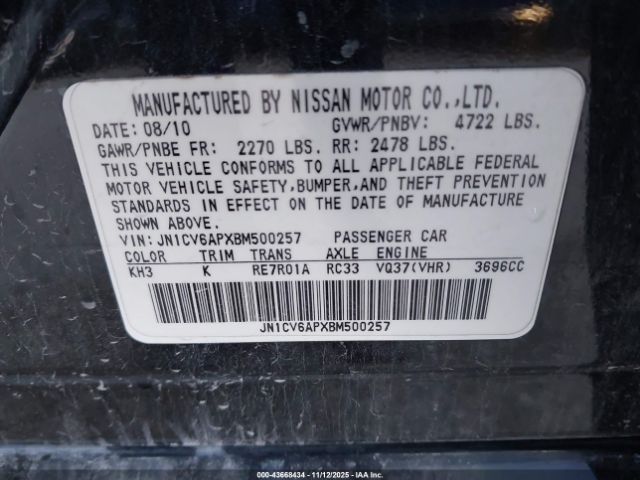 MANUFACTURED BY NISSAN MOTOR CO.,LTD.
DATE: 08/10 GVWR/PNBV: 4722 LBS.
GAWR/PNBE FR: 2270 LBS. RR: 2478 LBS.
THIS VEHICLE CONFORMS TO ALL APPLICABLE FEDERAL
MOTOR VEHICLE SAFETY,BUMPER,AND THEFT PREVENTION
STANDARDS IN EFFECT ON THE DATE OF MANUFACTURE
SHOWN ABOVE.
VIN: JN1CV6APXBM500257 PASSENGER CAR
COLOR TRIM TRANS AXLE ENGINE
KH3 K RE7R01A RC33 VQ37(VHR) 3696CC
JN1CV6APXBM500257
000-43668434 - 11/12/2025 - IAA, Inc.